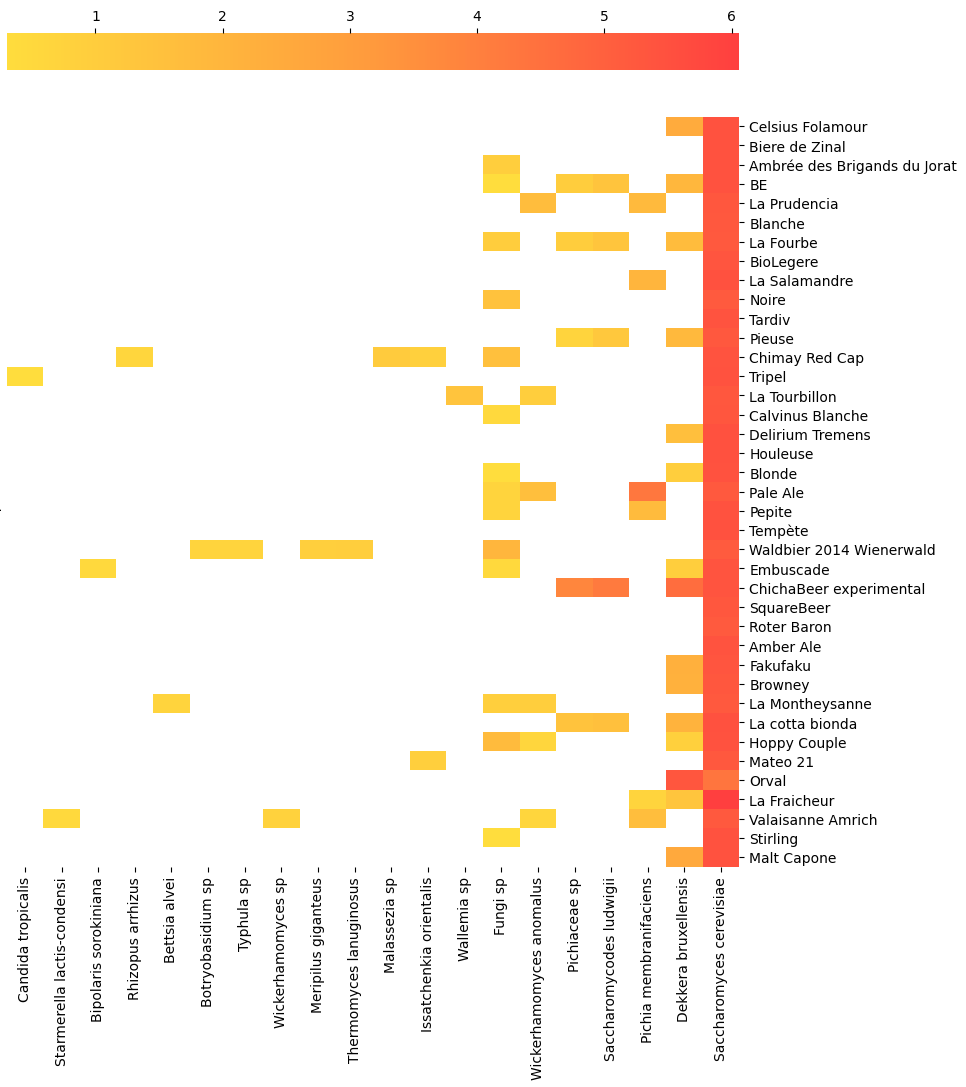 1 2 3 4 5 6
Celsius Folamour
Biere de Zinal
Ambrée des Brigands du Jorat
BE
La Prudencia
Blanche
La Fourbe
BioLegere
La Salamandre
Noire
Tardiv
Pieuse
Chimay Red Cap
Tripel
La Tourbillon
Calvinus Blanche
Delirium Tremens
Houleuse
Blonde
Pale Ale
Pepite
Tempète
Waldbier 2014 Wienerwald
Embuscade
ChichaBeer experimental
SquareBeer
Roter Baron
Amber Ale
Fakufaku
Browney
La Montheysanne
La cotta bionda
Hoppy Couple
Mateo 21
Orval
La Fraicheur
Valaisanne Amrich
Stirling
Malt Capone
Candida tropicalis
Starmerella lactis-condensi
Bipolaris sorokiniana
Rhizopus arrhizus
Bettsia alvei
Botryobasidium sp
Typhula sp
Wickerhamomyces sp
Meripilus giganteus
Thermomyces lanuginosus
Malassezia sp
Issatchenkia orientalis
Wallemia sp
Fungi sp
Wickerhamomyces anomalus
Pichiaceae sp
Saccharomycodes ludwigii
Pichia membranifaciens
Dekkera bruxellensis
Saccharomyces cerevisiae